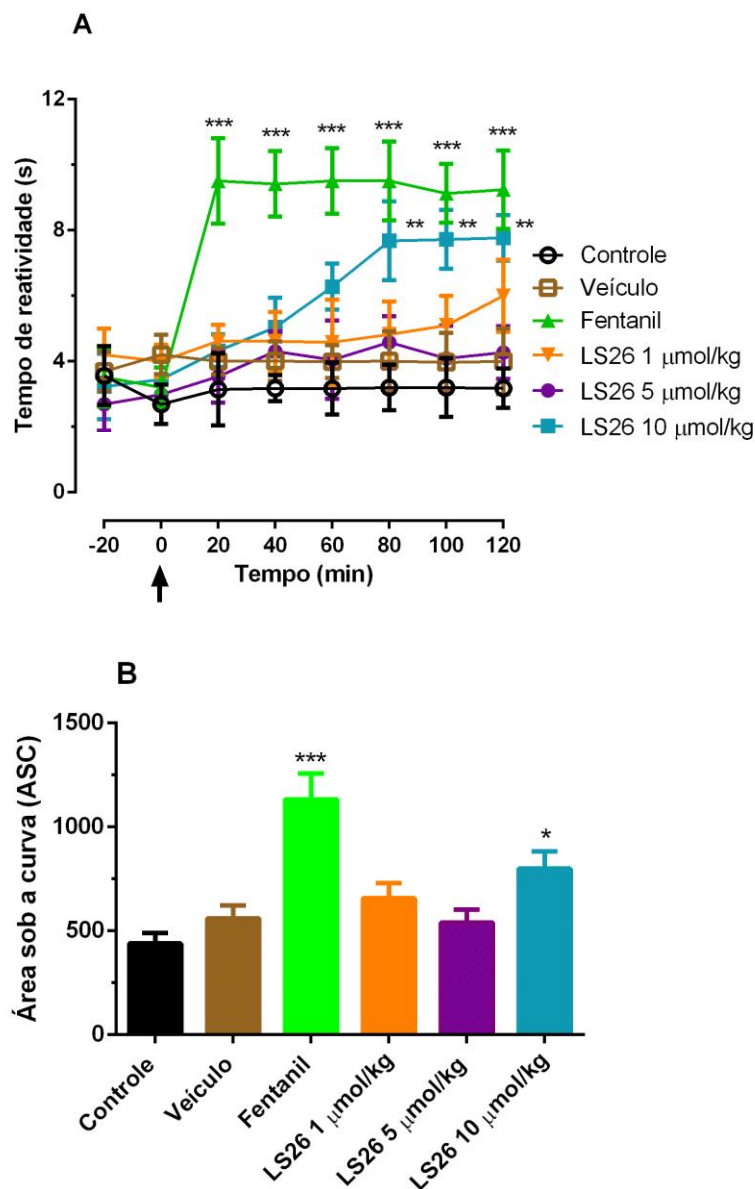 A
Tempo de reatividade (s)
12
8
4
0
*** *** *** *** *** ***
** ** **
Controle
Veículo
Fentanil
LS26 1 μmol/kg
LS26 5 μmol/kg
LS26 10 μmol/kg
-20 0 20 40 60 80 100 120
Tempo (min)
B
Área sob a curva (ASC)
1500
1000
500
0
***
*
Controle
Veículo
Fentanil
LS26 1 μmol/kg
LS26 5 μmol/kg
LS26 10 μmol/kg